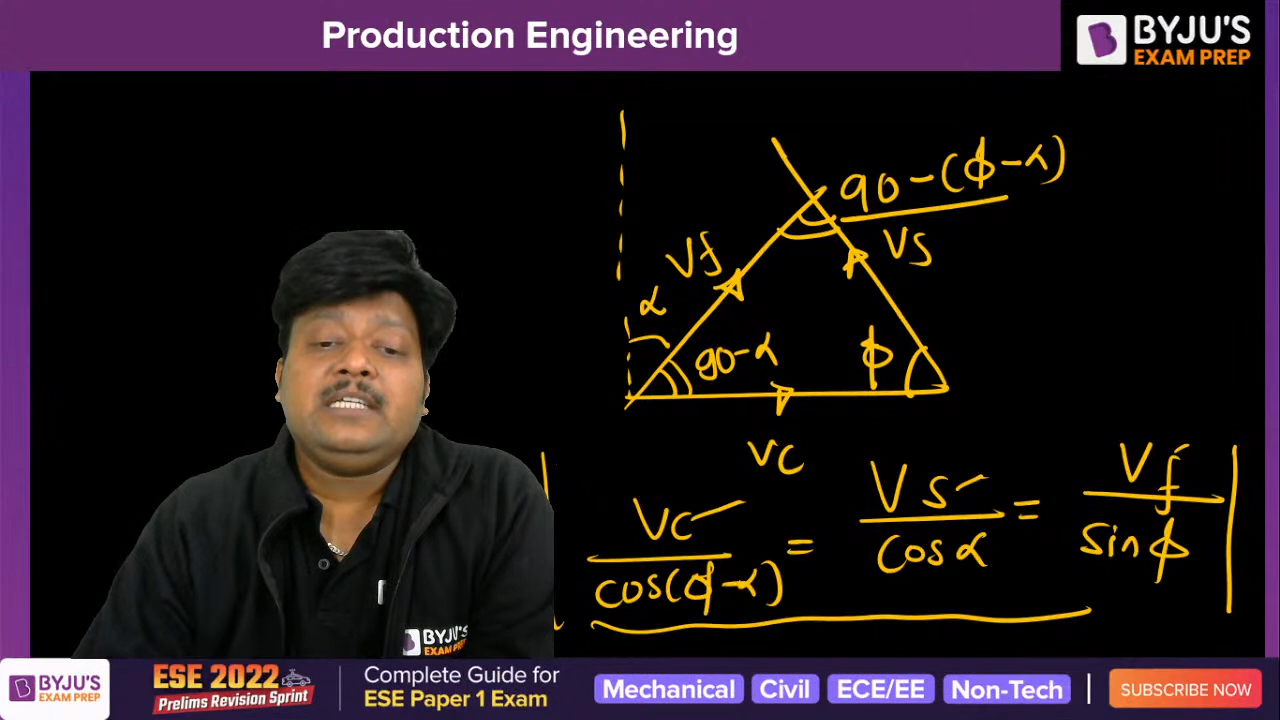 Production Engineering
BYJU'S
EXAM PREP
90-(ϕ-α)
Vf
Vs
α
90-α
ϕ
Vc
Vc/cos(ϕ-α) = Vs/cosα = Vf/sinϕ
BYJU'S
EXAM PREP
BYJU'S
EXAM PREP
ESE 2022
Prelims Revision Sprint
Complete Guide for
ESE Paper 1 Exam
Mechanical Civil ECE/EE Non-Tech
SUBSCRIBE NOW